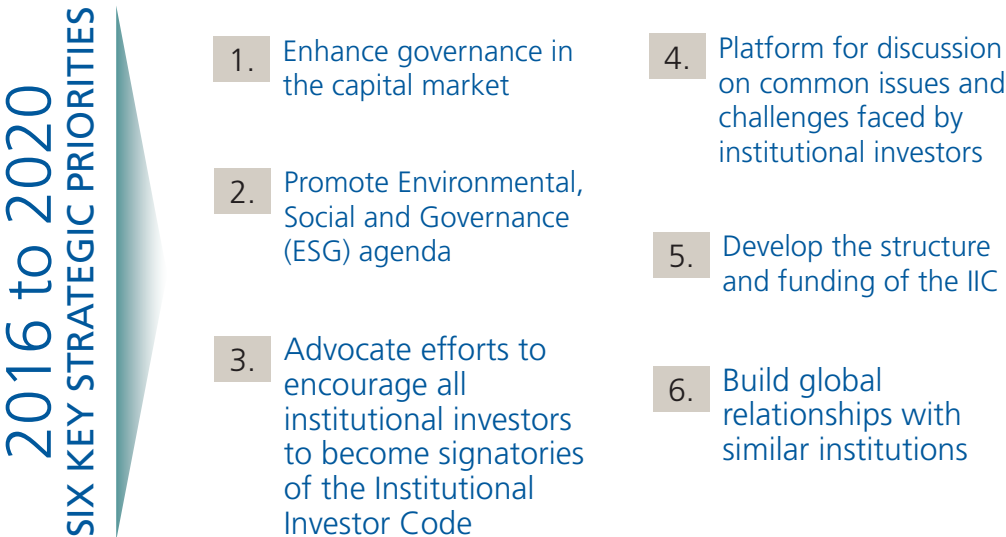 2016 to 2020
SIX KEY STRATEGIC PRIORITIES
1. Enhance governance in
the capital market
2. Promote Environmental,
Social and Governance
(ESG) agenda
3. Advocate efforts to
encourage all
institutional investors
to become signatories
of the Institutional
Investor Code
4. Platform for discussion
on common issues and
challenges faced by
institutional investors
5. Develop the structure
and funding of the IIC
6. Build global
relationships with
similar institutions